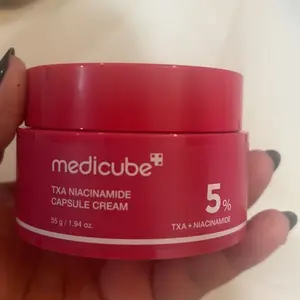 medicube
TXA NIACINAMIDE
CAPSULE CREAM
55 g / 1.94 oz.
5%
TXA + NIACINAMIDE